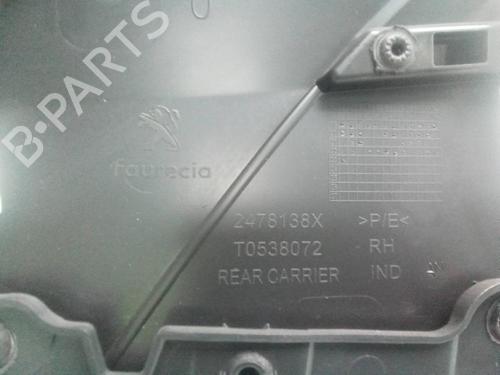 B-PARTS
faurecia
2478138X >P/E<
T0538072 RH
REAR CARRIER IND